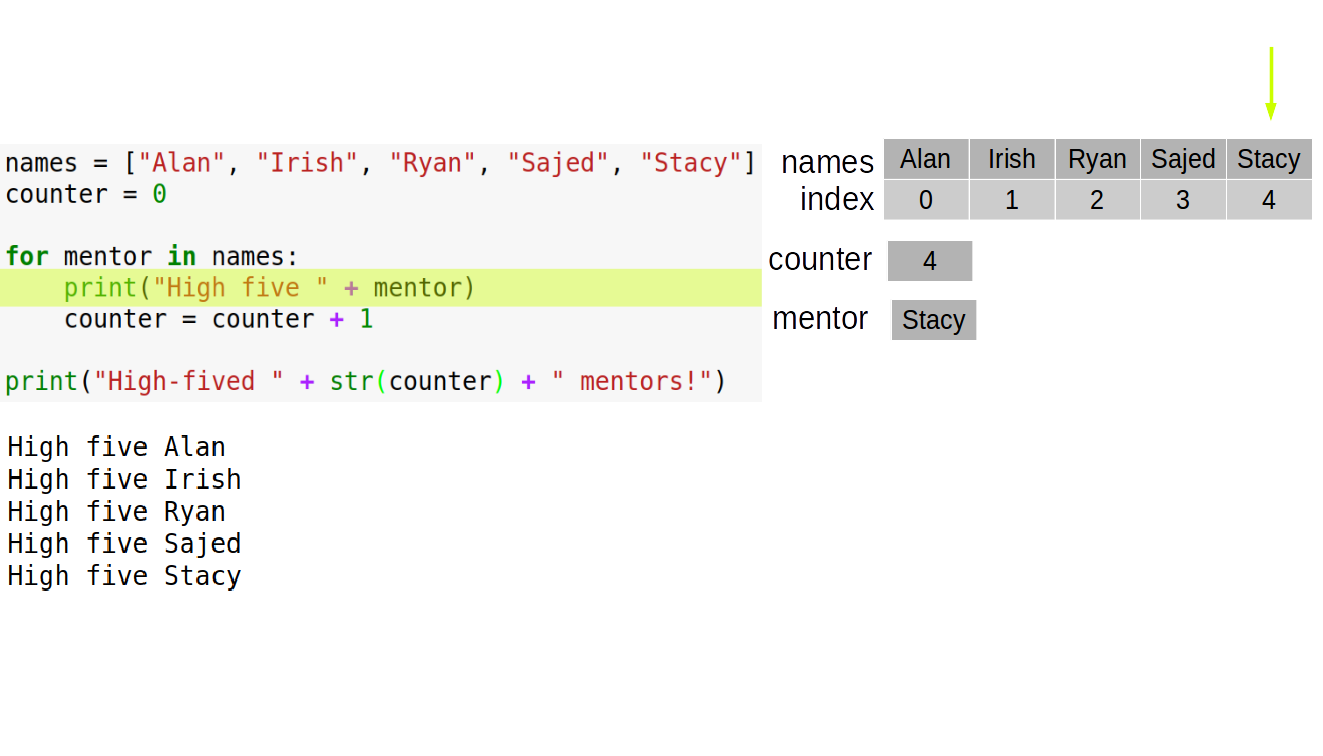 names = ["Alan", "Irish", "Ryan", "Sajed", "Stacy"]
counter = 0
for mentor in names:
    print("High five " + mentor)
    counter = counter + 1
print("High-fived " + str(counter) + " mentors!")
High five Alan
High five Irish
High five Ryan
High five Sajed
High five Stacy
names Alan Irish Ryan Sajed Stacy
index 0 1 2 3 4
counter 4
mentor Stacy